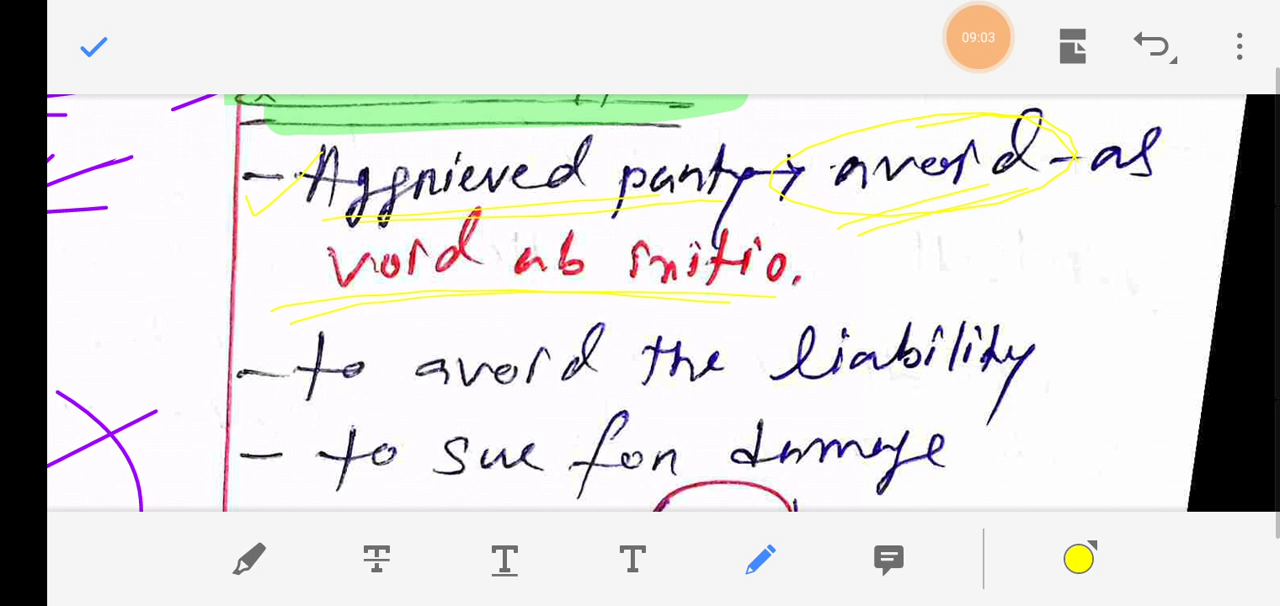 09:03
- Aggrieved party → avoid - as
void ab initio.
- to avoid the liability
- to sue for damage
T T T